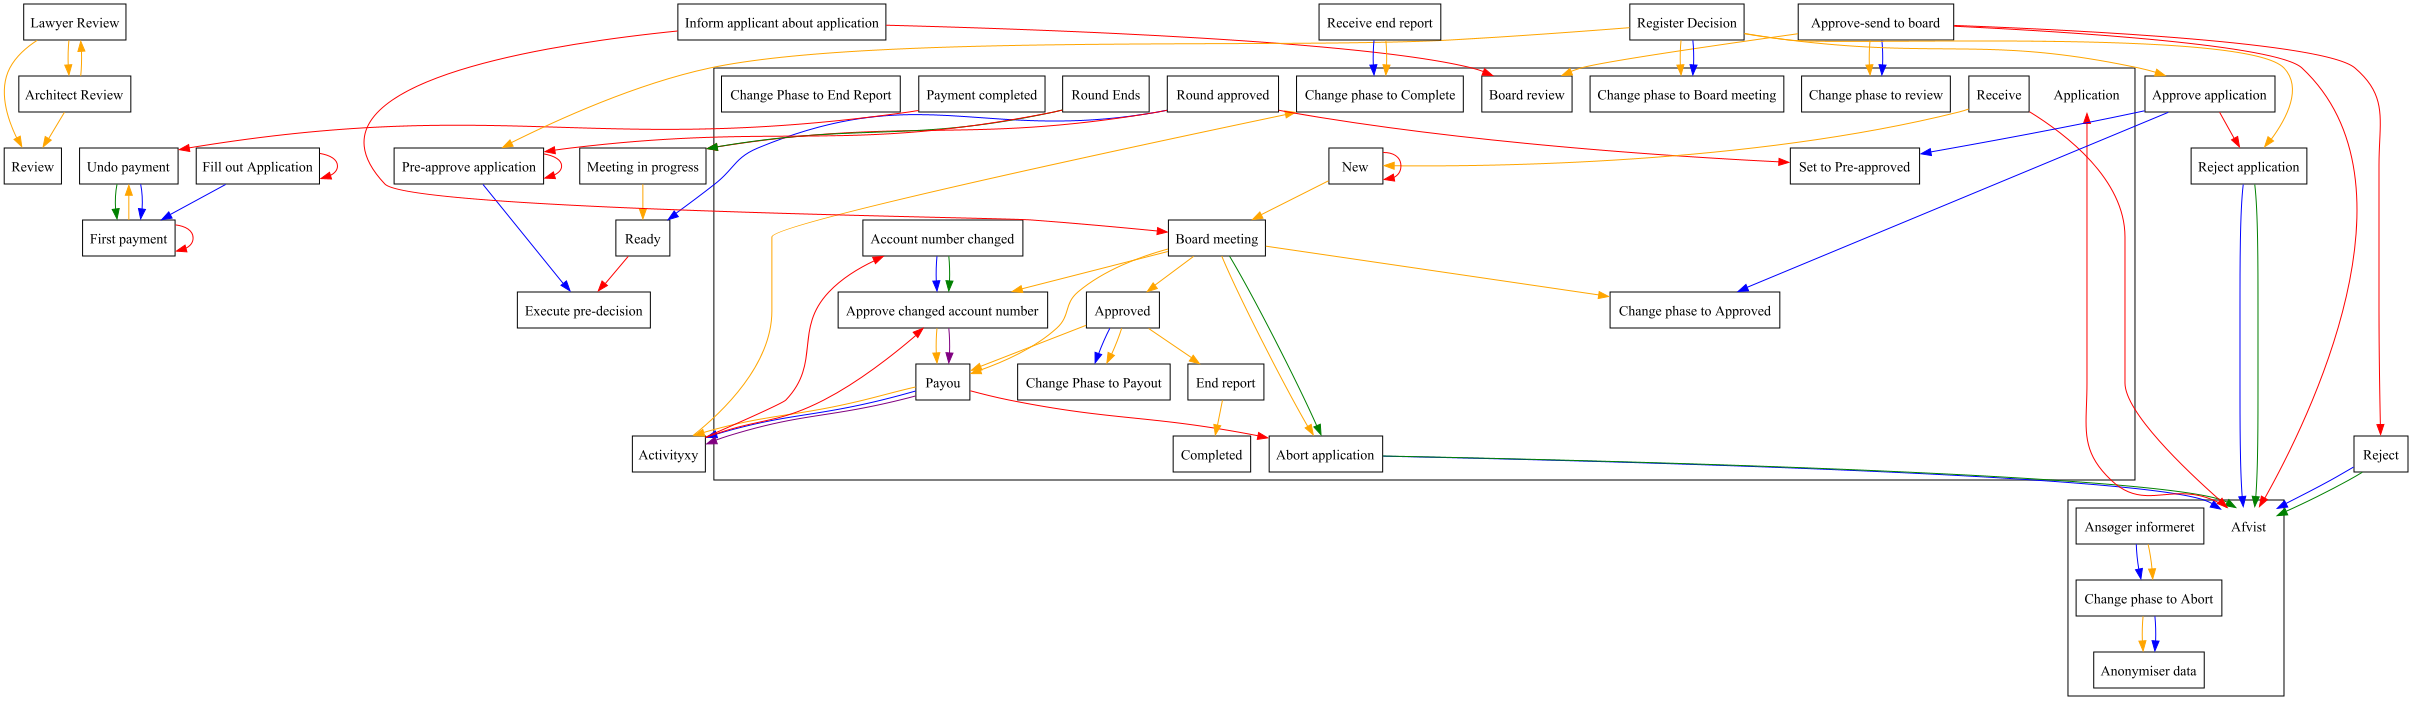 Lawyer Review
Inform applicant about application
Receive end report
Register Decision
Approve-send to board
Architect Review
Change Phase to End Report
Payment completed
Round Ends
Round approved
Change phase to Complete
Board review
Change phase to Board meeting
Change phase to review
Receive
Application
Approve application
Review
Undo payment
Fill out Application
Pre-approve application
Meeting in progress
New
Set to Pre-approved
Reject application
First payment
Ready
Account number changed
Board meeting
Execute pre-decision
Approve changed account number
Approved
Change phase to Approved
Payou
Change Phase to Payout
End report
Activityxy
Completed
Abort application
Reject
Ansøger informeret
Afvist
Change phase to Abort
Anonymiser data